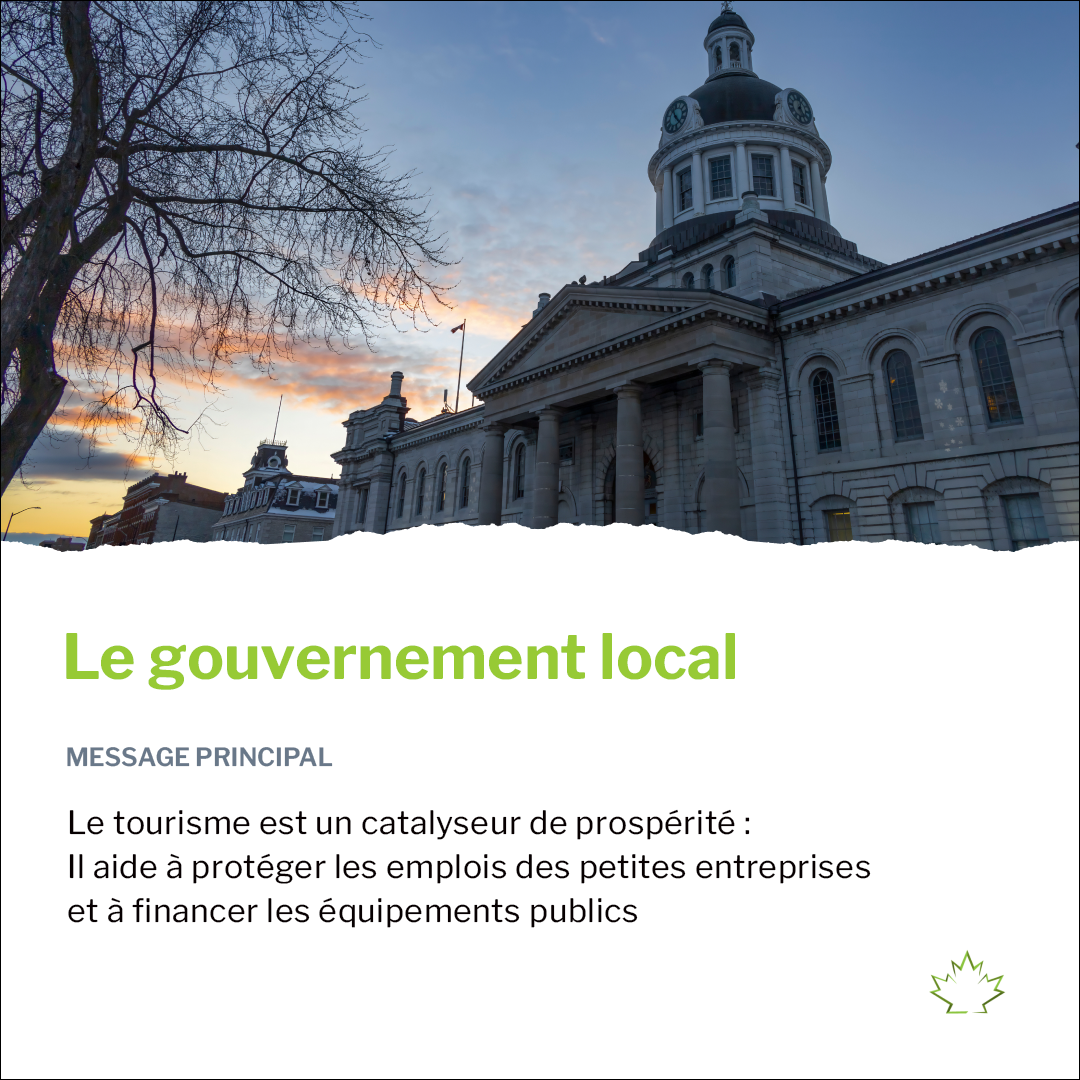 Le gouvernement local
MESSAGE PRINCIPAL
Le tourisme est un catalyseur de prospérité :
Il aide à protéger les emplois des petites entreprises
et à financer les équipements publics